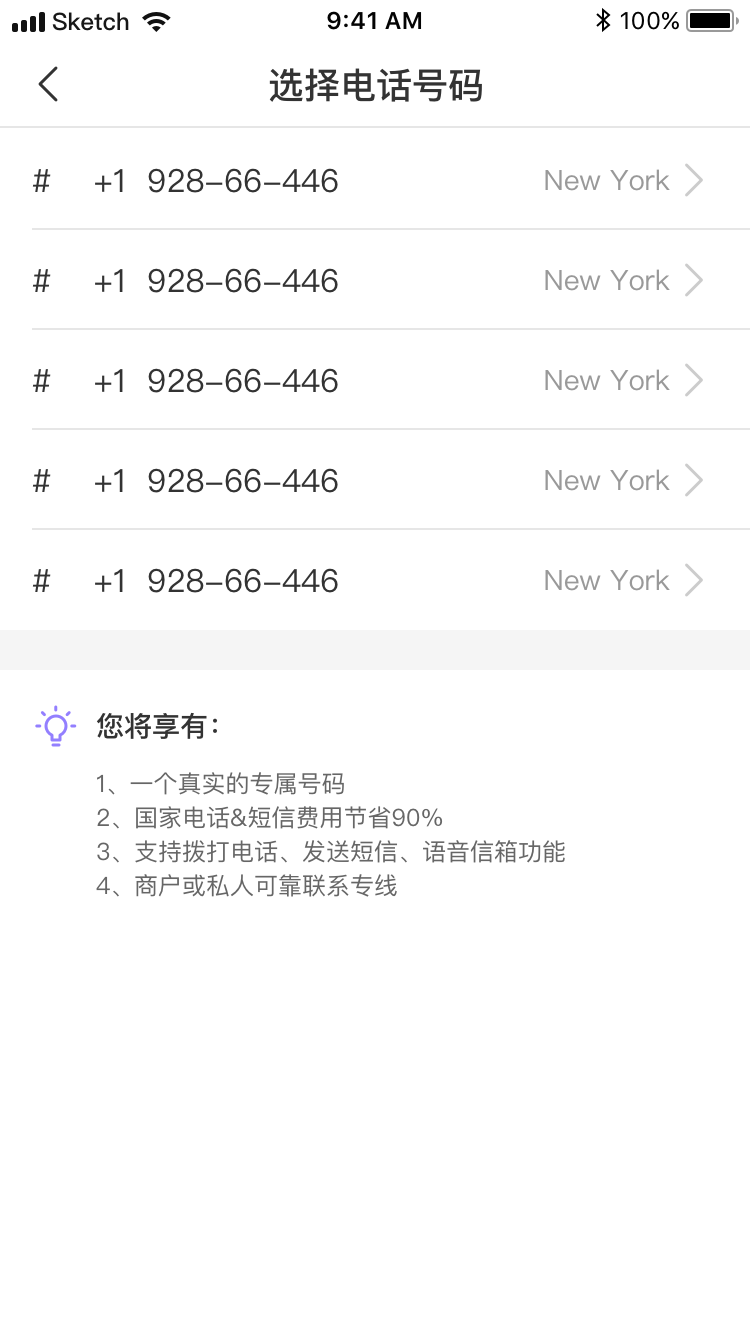 Sketch 9:41 AM 100%
选择电话号码
# +1 928-66-446 New York
# +1 928-66-446 New York
# +1 928-66-446 New York
# +1 928-66-446 New York
# +1 928-66-446 New York
您将享有：
1、一个真实的专属号码
2、国家电话&短信费用节省90%
3、支持拨打电话、发送短信、语音信箱功能
4、商户或私人可靠联系专线